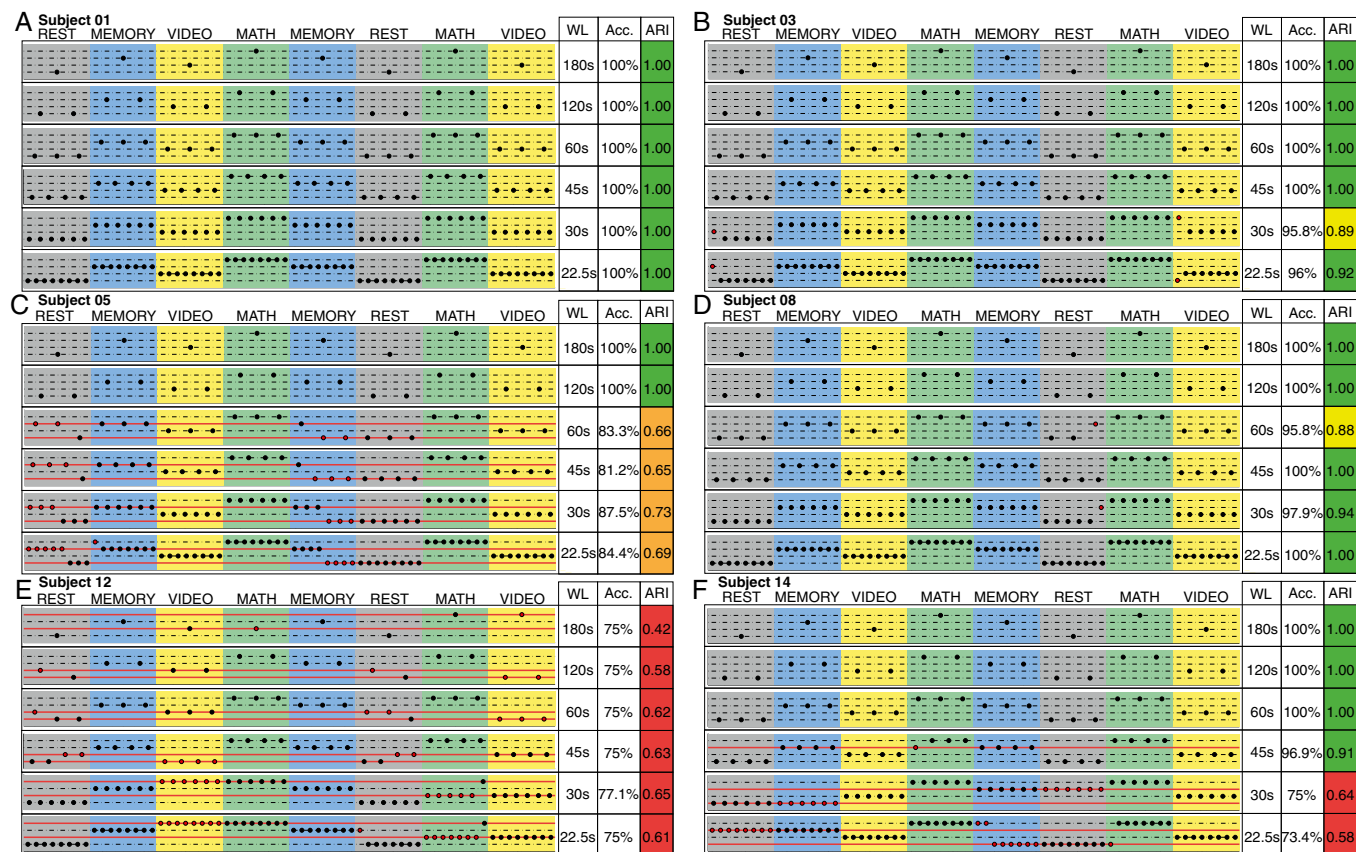 A Subject 01
REST MEMORY VIDEO MATH MEMORY REST MATH VIDEO WL Acc. ARI
180s 100% 1.00
120s 100% 1.00
60s 100% 1.00
45s 100% 1.00
30s 100% 1.00
22.5s 100% 1.00
B Subject 03
REST MEMORY VIDEO MATH MEMORY REST MATH VIDEO WL Acc. ARI
180s 100% 1.00
120s 100% 1.00
60s 100% 1.00
45s 100% 1.00
30s 95.8% 0.89
22.5s 96% 0.92
C Subject 05
REST MEMORY VIDEO MATH MEMORY REST MATH VIDEO WL Acc. ARI
180s 100% 1.00
120s 100% 1.00
60s 83.3% 0.66
45s 81.2% 0.65
30s 87.5% 0.73
22.5s 84.4% 0.69
D Subject 08
REST MEMORY VIDEO MATH MEMORY REST MATH VIDEO WL Acc. ARI
180s 100% 1.00
120s 100% 1.00
60s 95.8% 0.88
45s 100% 1.00
30s 97.9% 0.94
22.5s 100% 1.00
E Subject 12
REST MEMORY VIDEO MATH MEMORY REST MATH VIDEO WL Acc. ARI
180s 75% 0.42
120s 75% 0.58
60s 75% 0.62
45s 75% 0.63
30s 77.1% 0.65
22.5s 75% 0.61
F Subject 14
REST MEMORY VIDEO MATH MEMORY REST MATH VIDEO WL Acc. ARI
180s 100% 1.00
120s 100% 1.00
60s 100% 1.00
45s 96.9% 0.91
30s 75% 0.64
22.5s 73.4% 0.58